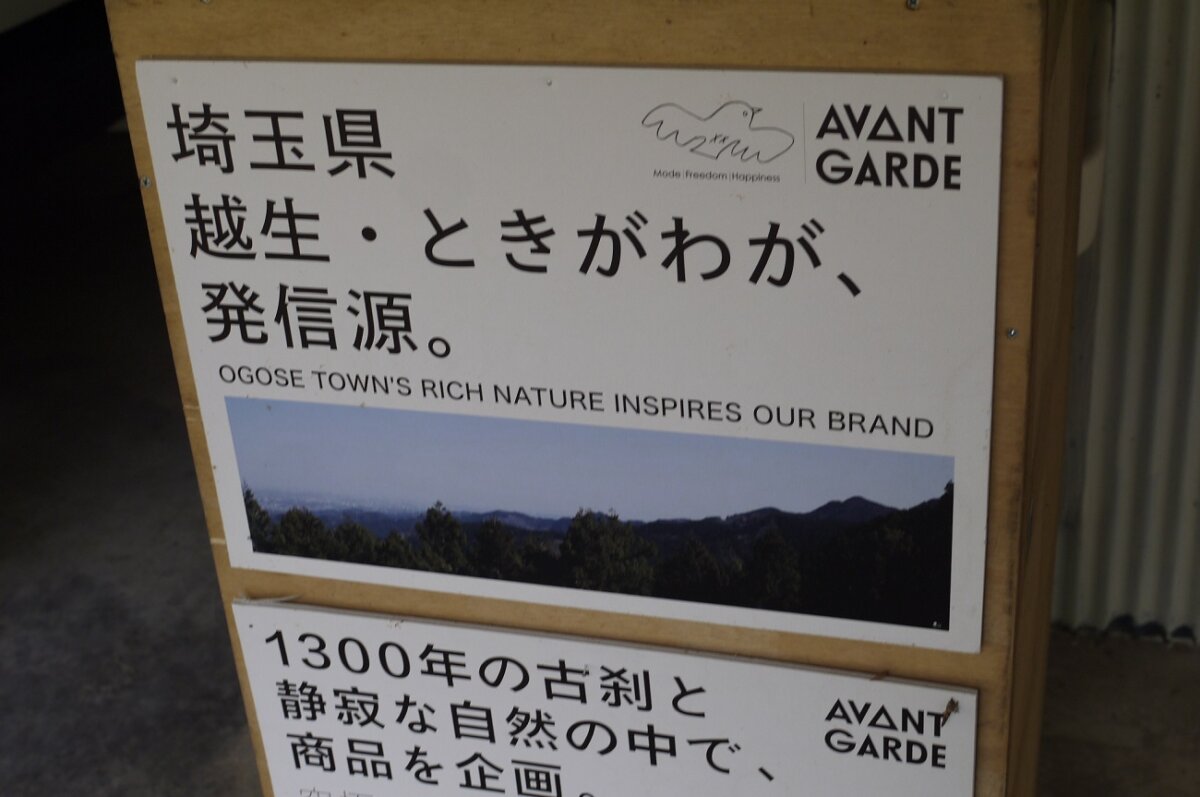 埼玉県
越生・ときがわが、
発信源。
Mode|Freedom|Happiness
AVANT
GARDE
OGOSE TOWN'S RICH NATURE INSPIRES OUR BRAND
1300年の古刹と
静寂な自然の中で、
商品を企画。
AVANT
GARDE